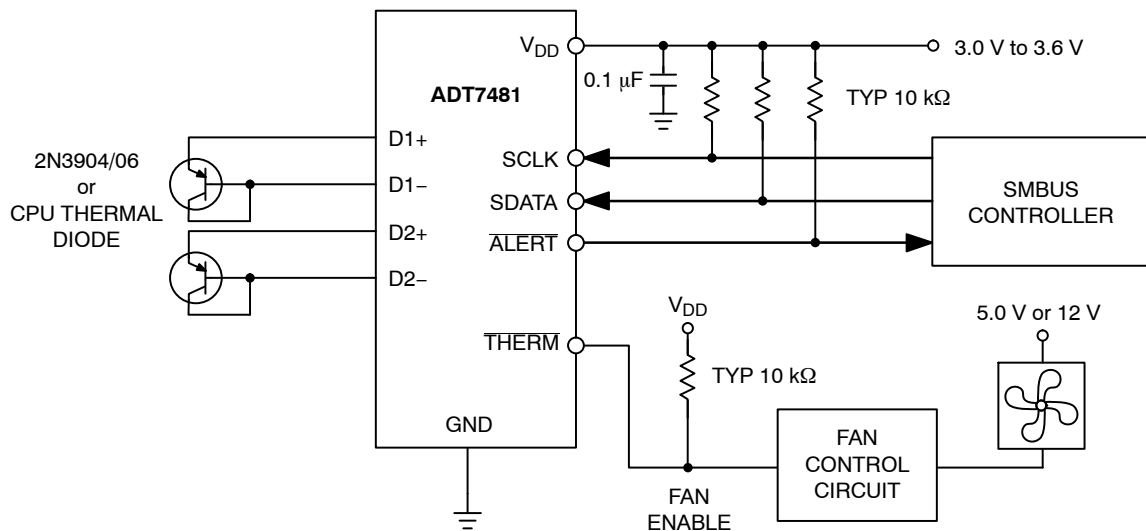 V_DD
3.0 V to 3.6 V
0.1 μF
ADT7481
TYP 10 kΩ
D1+
2N3904/06
or
CPU THERMAL
DIODE
SCLK
D1−
SDATA
SMBUS
CONTROLLER
D2+
ALERT
D2−
V_DD
5.0 V or 12 V
THERM
TYP 10 kΩ
GND
FAN
CONTROL
CIRCUIT
FAN
ENABLE